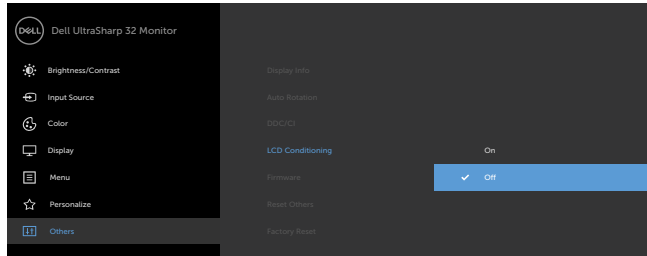 DELL Dell UltraSharp 32 Monitor
Brightness/Contrast Display Info
Input Source Auto Rotation
Color DDC/CI
Display LCD Conditioning On
Menu Firmware Off
Personalize Reset Others
Others Factory Reset